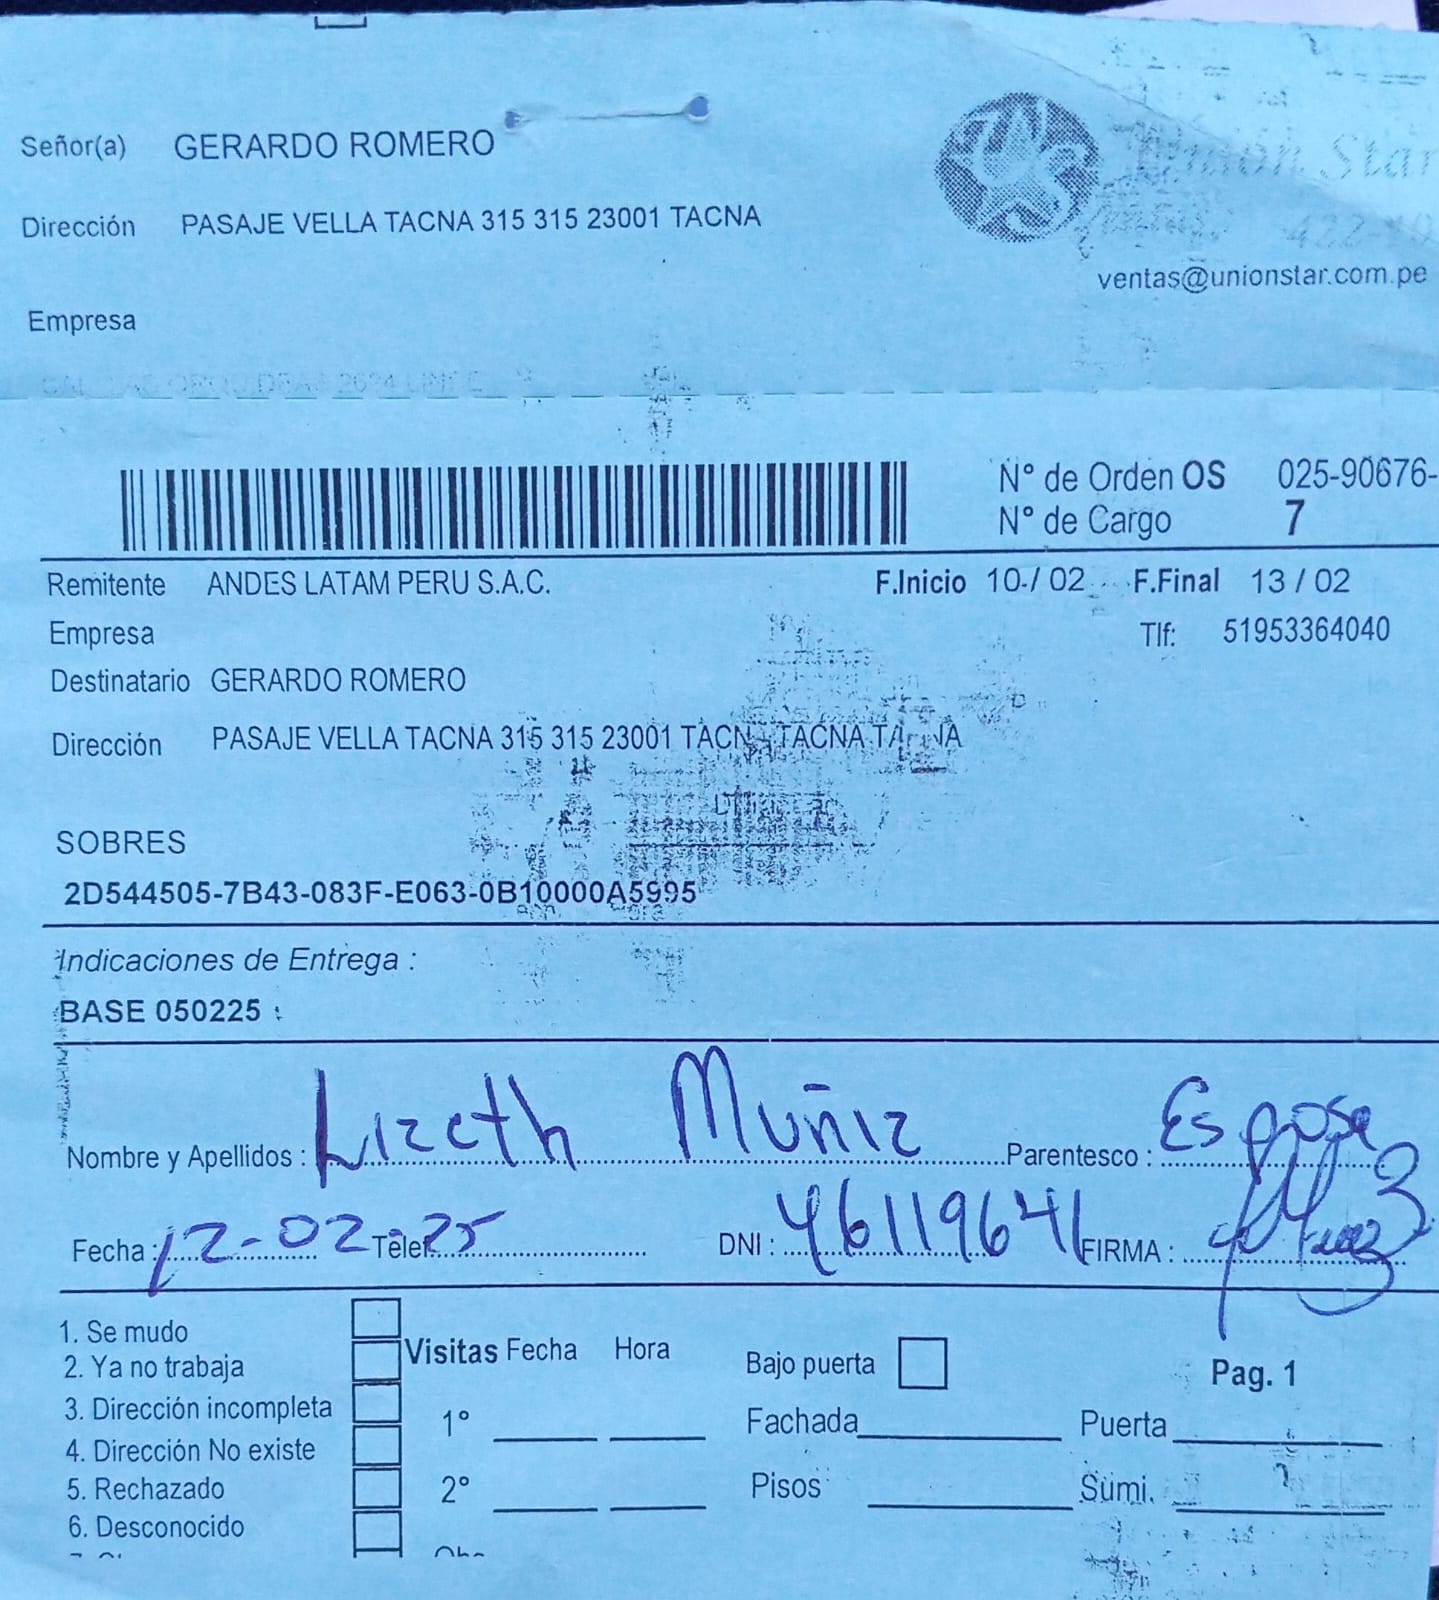 Señor(a) GERARDO ROMERO
Union Star
Dirección PASAJE VELLA TACNA 315 315 23001 TACNA
ventas@unionstar.com.pe
Empresa
N° de Orden OS 025-90676-
N° de Cargo 7
Remitente ANDES LATAM PERU S.A.C. F.Inicio 10 / 02 F.Final 13 / 02
Empresa Tlf: 51953364040
Destinatario GERARDO ROMERO
Dirección PASAJE VELLA TACNA 315 315 23001 TACNA TACNA TACNA
SOBRES
2D544505-7B43-083F-E063-0B10000A5995
Indicaciones de Entrega :
BASE 050225 :
Nombre y Apellidos : Lizeth Muñiz Parentesco : Esposa
Fecha : 12-02-25 Telef. DNI : 46119641 FIRMA :
1. Se mudo
2. Ya no trabaja Visitas Fecha Hora Bajo puerta Pag. 1
3. Dirección incompleta 1° Fachada Puerta
4. Dirección No existe
5. Rechazado 2° Pisos Sumi.
6. Desconocido